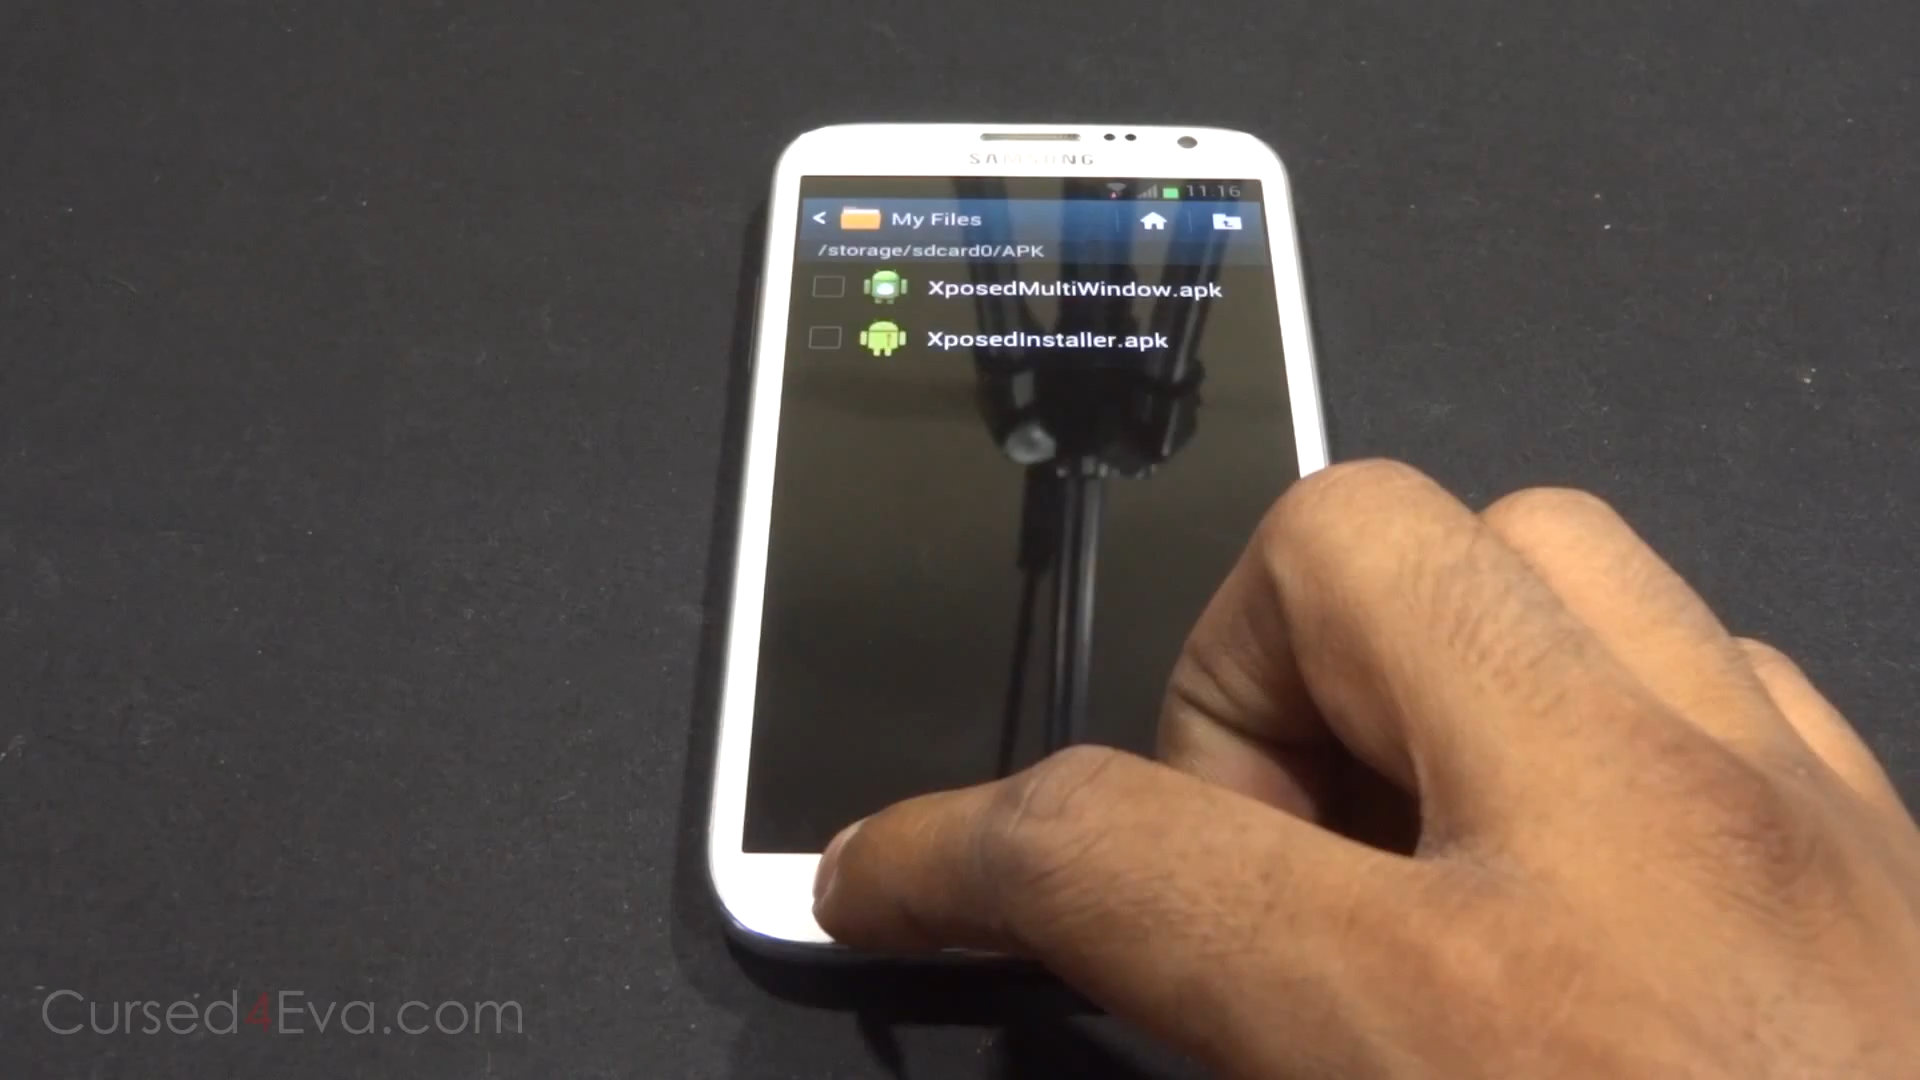 SAMSUNG
11:16
My Files
/storage/sdcard0/APK
XposedMultiWindow.apk
XposedInstaller.apk
Cursed4Eva.com